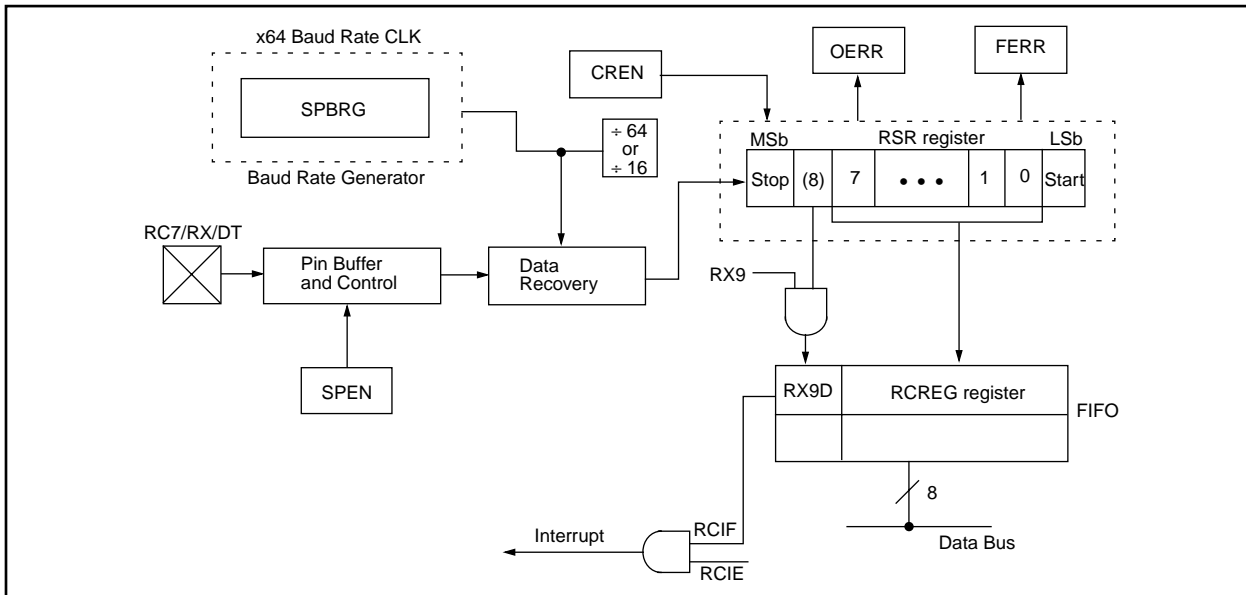 x64 Baud Rate CLK
SPBRG
Baud Rate Generator
CREN
OERR
FERR
÷ 64
or
÷ 16
MSb
RSR register
LSb
Stop
(8)
7
• • •
1
0
Start
RC7/RX/DT
Pin Buffer
and Control
Data
Recovery
SPEN
RX9
RX9D
RCREG register
FIFO
8
Data Bus
Interrupt
RCIF
RCIE